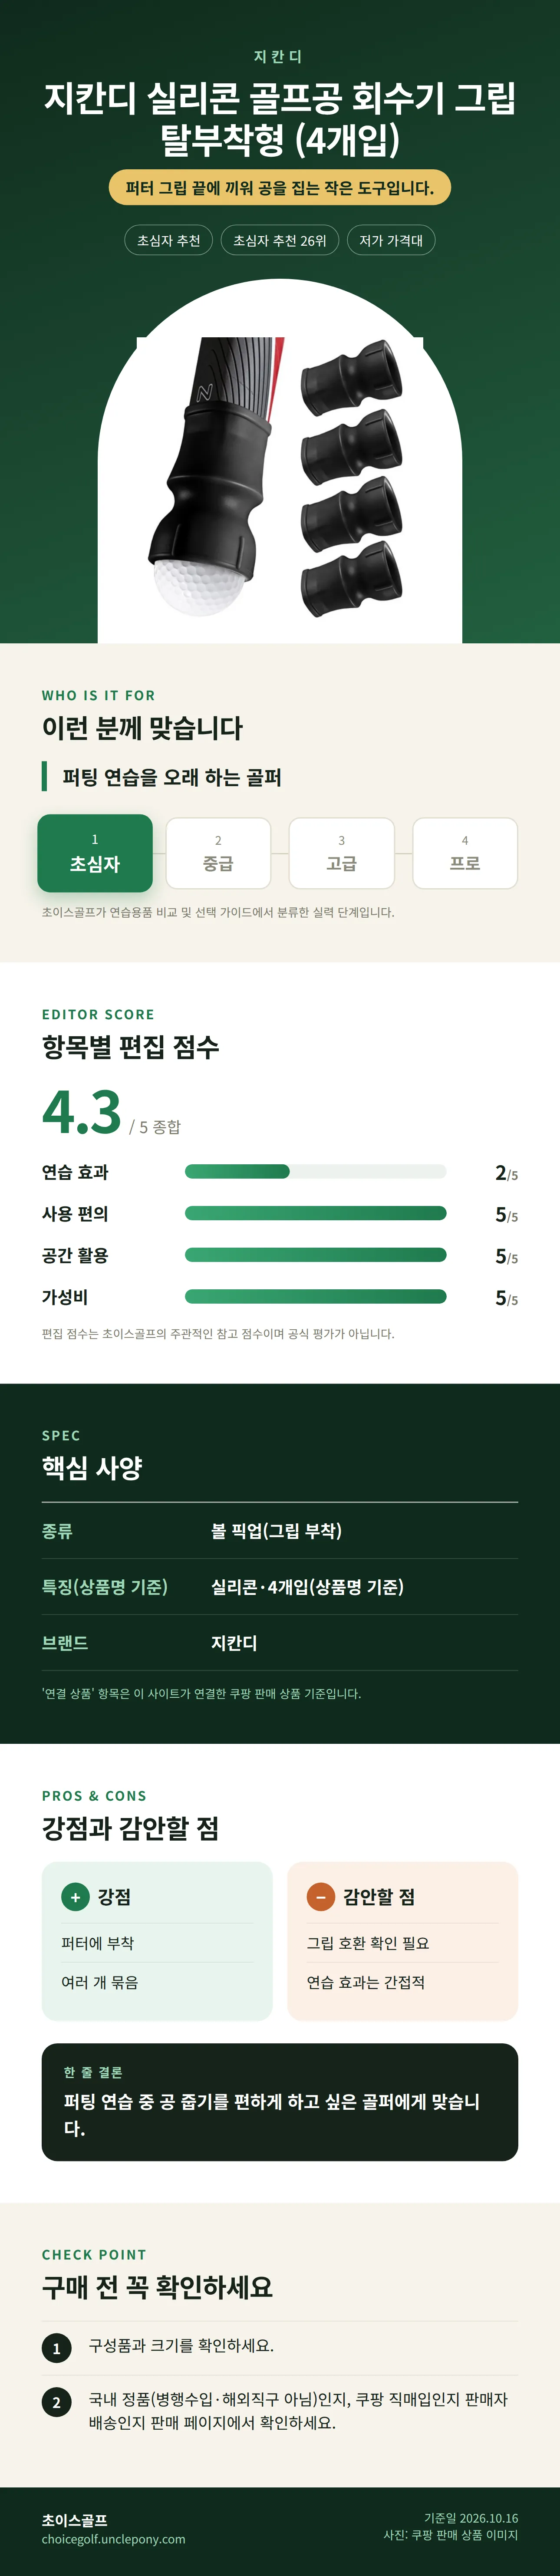 지칸디
지칸디 실리콘 골프공 회수기 그립
탈부착형 (4개입)
퍼터 그립 끝에 끼워 공을 집는 작은 도구입니다.
초심자 추천
초심자 추천 26위
저가 가격대
N
WHO IS IT FOR
이런 분께 맞습니다
퍼팅 연습을 오래 하는 골퍼
1
초심자
2
중급
3
고급
4
프로
초이스골프가 연습용품 비교 및 선택 가이드에서 분류한 실력 단계입니다.
EDITOR SCORE
항목별 편집 점수
4.3 / 5 종합
연습 효과 2/5
사용 편의 5/5
공간 활용 5/5
가성비 5/5
편집 점수는 초이스골프의 주관적인 참고 점수이며 공식 평가가 아닙니다.
SPEC
핵심 사양
종류 볼 픽업(그립 부착)
특징(상품명 기준) 실리콘·4개입(상품명 기준)
브랜드 지칸디
'연결 상품' 항목은 이 사이트가 연결한 쿠팡 판매 상품 기준입니다.
PROS & CONS
강점과 감안할 점
+ 강점
퍼터에 부착
여러 개 묶음
− 감안할 점
그립 호환 확인 필요
연습 효과는 간접적
한 줄 결론
퍼팅 연습 중 공 줍기를 편하게 하고 싶은 골퍼에게 맞습니
다.
CHECK POINT
구매 전 꼭 확인하세요
1 구성품과 크기를 확인하세요.
2 국내 정품(병행수입·해외직구 아님)인지, 쿠팡 직매입인지 판매자
배송인지 판매 페이지에서 확인하세요.
초이스골프
choicegolf.unclepony.com
기준일 2026.10.16
사진: 쿠팡 판매 상품 이미지